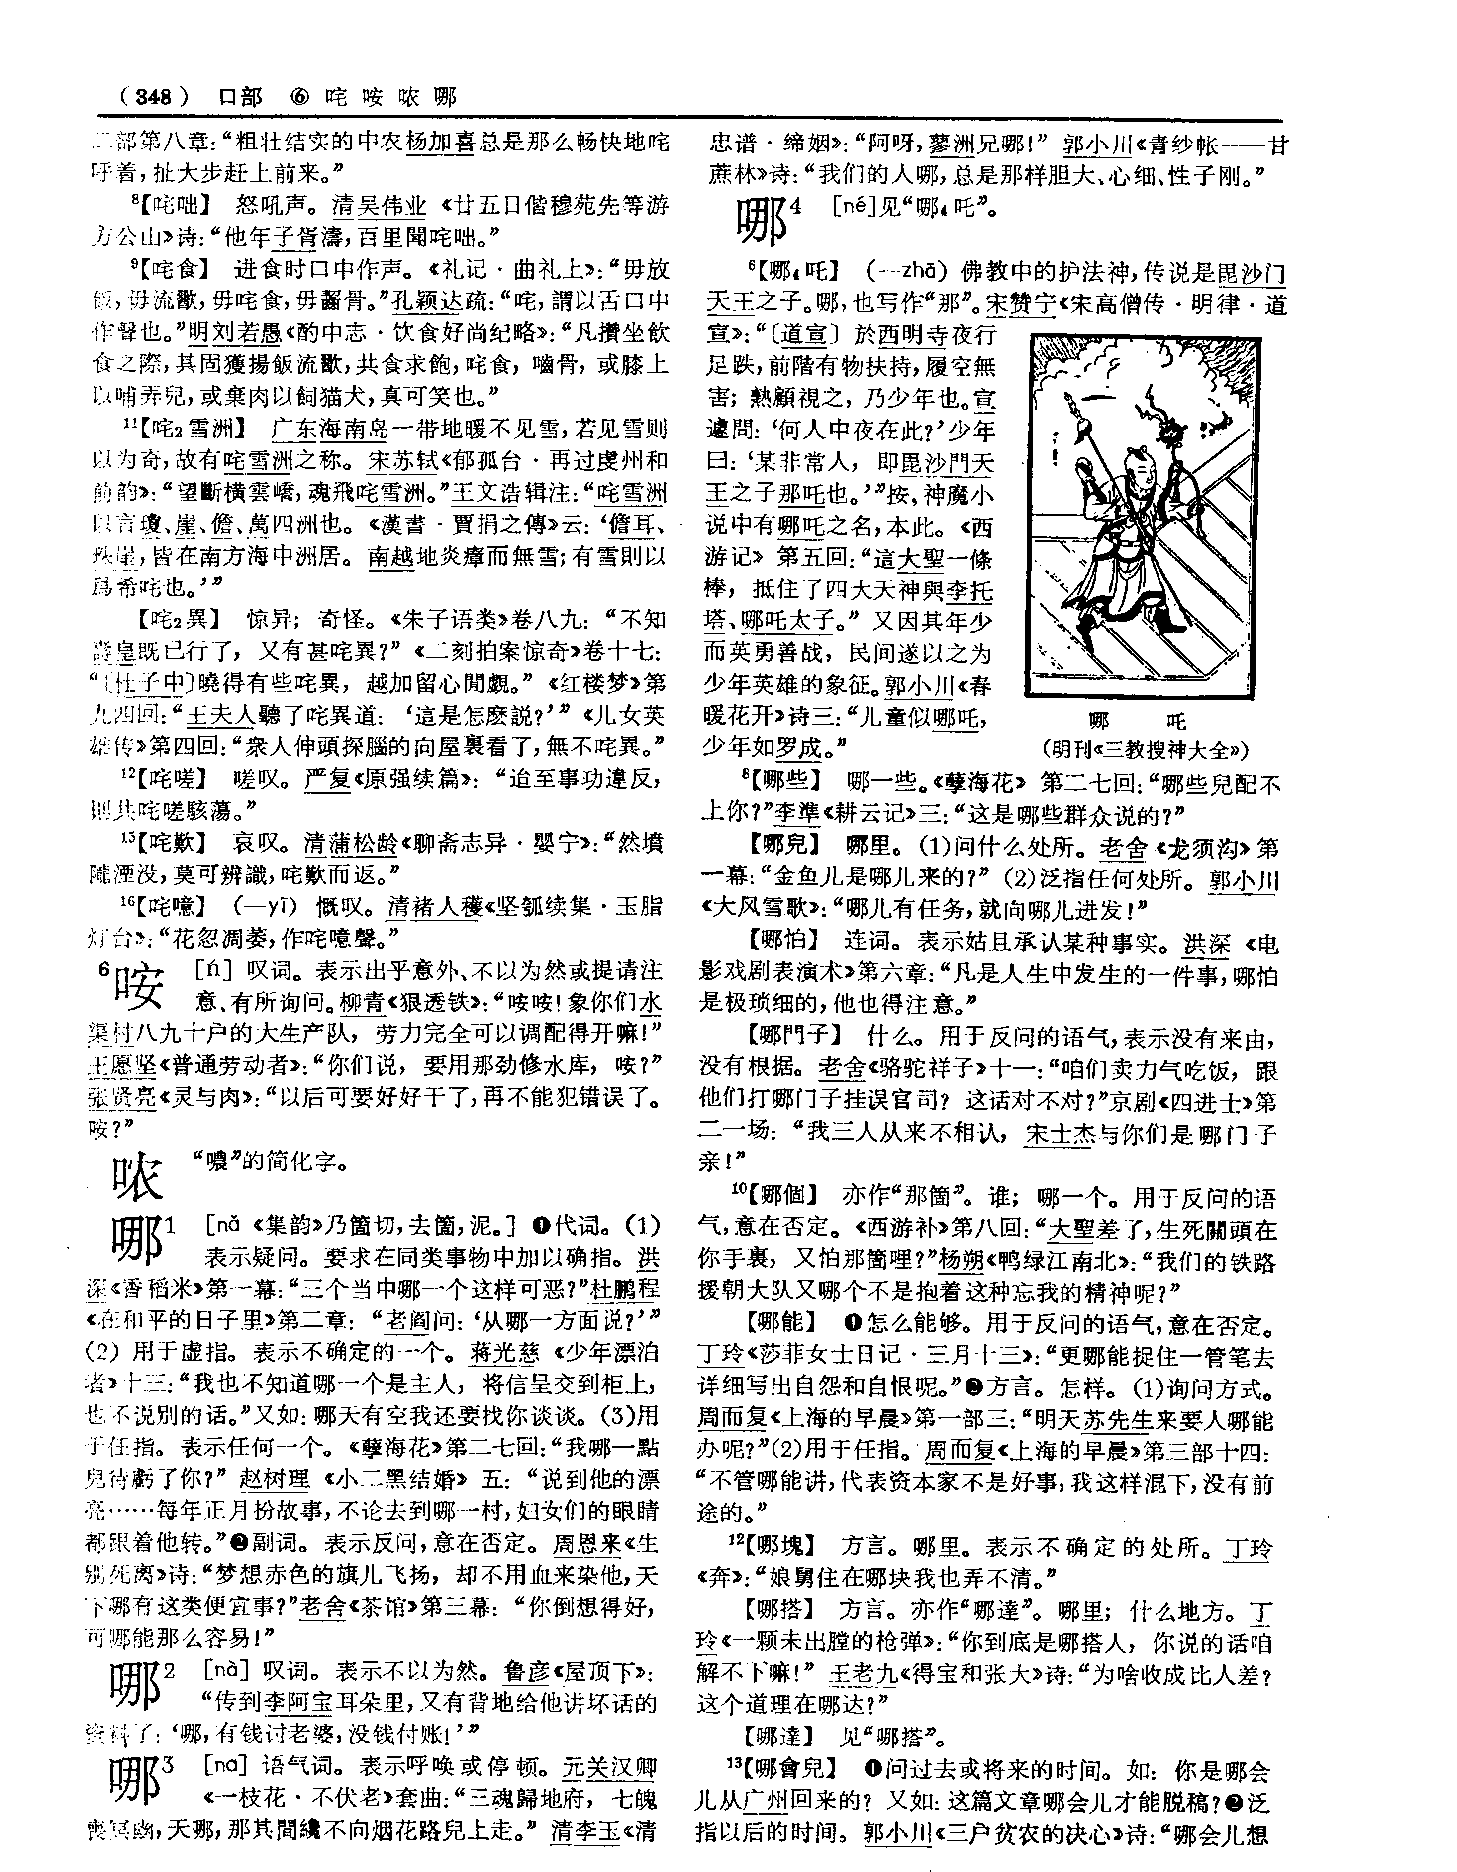 （348） 口部 ⑥ 咤 咹 哝 哪
二部第八章：“粗壮结实的中农杨加喜总是那么畅快地咤
呼着，扯大步赶上前来。”
⁸【咤咄】 怒吼声。清吴伟业《廿五日偕穆苑先等游
方公山》诗：“他年子胥濤，百里聞咤咄。”
⁹【咤食】 进食时口中作声。《礼记·曲礼上》：“毋放
飯，毋流歠，毋咤食，毋齧骨。”孔颖达疏：“咤，謂以舌口中
作聲也。”明刘若愚《酌中志·饮食好尚纪略》：“凡攢坐飲
食之際，其固獲揚飯流歠，共食求飽，咤食，嚙骨，或膝上
以哺弄兒，或棄肉以飼猫犬，真可笑也。”
¹¹【咤₂雪洲】 广东海南岛一带地暖不见雪，若见雪则
以为奇，故有咤雪洲之称。宋苏轼《郁孤台·再过虔州和
前韵》：“望斷横雲嶠，魂飛咤雪洲。”王文诰辑注：“咤雪洲
以言瓊、崖、儋、萬四洲也。《漢書·賈捐之傳》云：‘儋耳、
珠崖，皆在南方海中洲居。南越地炎瘴而無雪；有雪則以
爲希咤也。’”
【咤₂異】 惊异；奇怪。《朱子语类》卷八九：“不知
壽皇既已行了，又有甚咤異？”《二刻拍案惊奇》卷十七：
“〔杜子中〕曉得有些咤異，越加留心閒覷。”《红楼梦》第
九四回：“王夫人聽了咤異道：‘這是怎麽説？’”《儿女英
雄传》第四回：“衆人伸頭探腦的向屋裏看了，無不咤異。”
¹²【咤嗟】 嗟叹。严复《原强续篇》：“迨至事功違反，
則共咤嗟駭蕩。”
¹³【咤歎】 哀叹。清蒲松龄《聊斋志异·婴宁》：“然墳
隴湮没，莫可辨識，咤歎而返。”
¹⁶【咤噫】 （—yī） 慨叹。清褚人穫《坚瓠续集·玉脂
灯台》：“花忽凋萎，作咤噫聲。”
⁶咹 ［ń］ 叹词。表示出乎意外、不以为然或提请注
意、有所询问。柳青《狠透铁》：“咹咹！象你们水
渠村八九十户的大生产队，劳力完全可以调配得开嘛！”
王愿坚《普通劳动者》：“你们说，要用那劲修水库，咹？”
张贤亮《灵与肉》：“以后可要好好干了，再不能犯错误了。
咹？”
哝 “噥”的简化字。
哪¹ ［nǎ 《集韵》乃箇切，去箇，泥。］ ❶代词。（1）
表示疑问。要求在同类事物中加以确指。洪
深《香稻米》第一幕：“三个当中哪一个这样可恶？”杜鹏程
《在和平的日子里》第二章：“老阎问：‘从哪一方面说？’”
（2） 用于虚指。表示不确定的一个。蒋光慈《少年漂泊
者》十三：“我也不知道哪一个是主人，将信呈交到柜上，
也不说别的话。”又如：哪天有空我还要找你谈谈。（3）用
于任指。表示任何一个。《孽海花》第二七回：“我哪一點
兒待虧了你？”赵树理《小二黑结婚》五：“说到他的漂
亮……每年正月扮故事，不论去到哪一村，妇女们的眼睛
都跟着他转。”❷副词。表示反问，意在否定。周恩来《生
别死离》诗：“梦想赤色的旗儿飞扬，却不用血来染他，天
下哪有这类便宜事？”老舍《茶馆》第三幕：“你倒想得好，
可哪能那么容易！”
哪² ［nà］ 叹词。表示不以为然。鲁彦《屋顶下》：
“传到李阿宝耳朵里，又有背地给他讲坏话的
资料了：‘哪，有钱讨老婆，没钱付账！’”
哪³ ［na］ 语气词。表示呼唤或停顿。元关汉卿
《一枝花·不伏老》套曲：“三魂歸地府，七魄
喪冥幽，天哪，那其間纔不向烟花路兒上走。”清李玉《清
忠谱·缔姻》：“阿呀，蓼洲兄哪！”郭小川《青纱帐——甘
蔗林》诗：“我们的人哪，总是那样胆大、心细、性子刚。”
哪⁴ ［né］见“哪₄吒”。
⁶【哪₄吒】 （—zhā） 佛教中的护法神，传说是毘沙门
天王之子。哪，也写作“那”。宋赞宁《宋高僧传·明律·道
宣》：“〔道宣〕於西明寺夜行
足跌，前階有物扶持，履空無
害；熟顧視之，乃少年也。宣
遽問：‘何人中夜在此？’少年
曰：‘某非常人，即毘沙門天
王之子那吒也。’”按，神魔小
说中有哪吒之名，本此。《西
游记》第五回：“這大聖一條
棒，抵住了四大天神與李托
塔、哪吒太子。”又因其年少
而英勇善战，民间遂以之为
少年英雄的象征。郭小川《春
暖花开》诗三：“儿童似哪吒，
少年如罗成。”
哪 吒
（明刊《三教搜神大全》）
⁸【哪些】 哪一些。《孽海花》第二七回：“哪些兒配不
上你？”李準《耕云记》三：“这是哪些群众说的？”
【哪兒】 哪里。（1）问什么处所。老舍《龙须沟》第
一幕：“金鱼儿是哪儿来的？”（2）泛指任何处所。郭小川
《大风雪歌》：“哪儿有任务，就向哪儿进发！”
【哪怕】 连词。表示姑且承认某种事实。洪深《电
影戏剧表演术》第六章：“凡是人生中发生的一件事，哪怕
是极琐细的，他也得注意。”
【哪門子】 什么。用于反问的语气，表示没有来由，
没有根据。老舍《骆驼祥子》十一：“咱们卖力气吃饭，跟
他们打哪门子挂误官司？这话对不对？”京剧《四进士》第
二一场：“我三人从来不相认，宋士杰与你们是哪门子
亲！”
¹⁰【哪個】 亦作“那箇”。谁；哪一个。用于反问的语
气，意在否定。《西游补》第八回：“大聖差了，生死關頭在
你手裏，又怕那箇哩？”杨朔《鸭绿江南北》：“我们的铁路
援朝大队又哪个不是抱着这种忘我的精神呢？”
【哪能】 ❶怎么能够。用于反问的语气，意在否定。
丁玲《莎菲女士日记·三月十三》：“更哪能捉住一管笔去
详细写出自怨和自恨呢。”❷方言。怎样。（1）询问方式。
周而复《上海的早晨》第一部三：“明天苏先生来要人哪能
办呢？”（2）用于任指。周而复《上海的早晨》第三部十四：
“不管哪能讲，代表资本家不是好事，我这样混下，没有前
途的。”
¹²【哪塊】 方言。哪里。表示不确定的处所。丁玲
《奔》：“娘舅住在哪块我也弄不清。”
【哪搭】 方言。亦作“哪達”。哪里；什么地方。丁
玲《一颗未出膛的枪弹》：“你到底是哪搭人，你说的话咱
解不下嘛！”王老九《得宝和张大》诗：“为啥收成比人差？
这个道理在哪达？”
【哪達】 见“哪搭”。
¹³【哪會兒】 ❶问过去或将来的时间。如：你是哪会
儿从广州回来的？又如：这篇文章哪会儿才能脱稿？❷泛
指以后的时间。郭小川《三户贫农的决心》诗：“哪会儿想